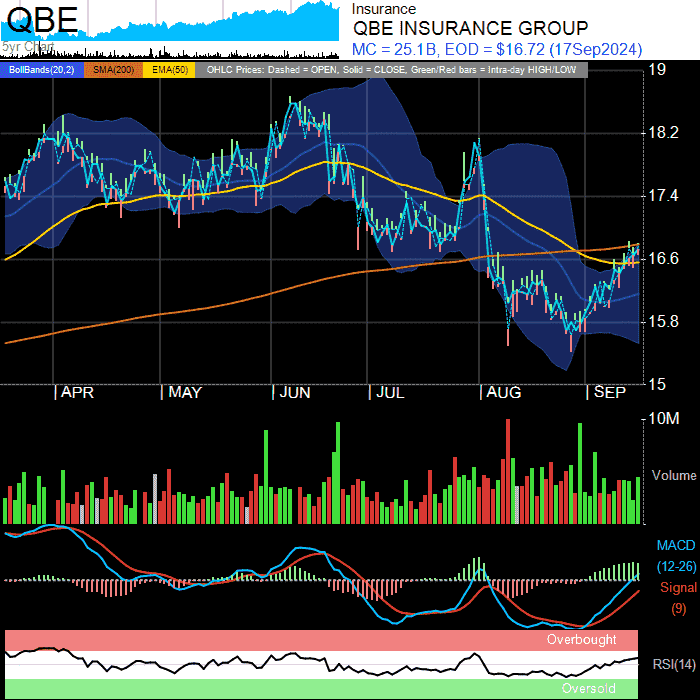 QBE
5yr Chart
Insurance
QBE INSURANCE GROUP
MC = 25.1B, EOD = $16.72 (17Sep2024)
BollBands(20,2) SMA(200) EMA(50) OHLC Prices: Dashed = OPEN, Solid = CLOSE, Green/Red bars = Intra-day HIGH/LOW
19
18.2
17.4
16.6
15.8
15
APR MAY JUN JUL AUG SEP
10M
Volume
MACD
(12-26)
Signal
(9)
Overbought
RSI(14)
Oversold